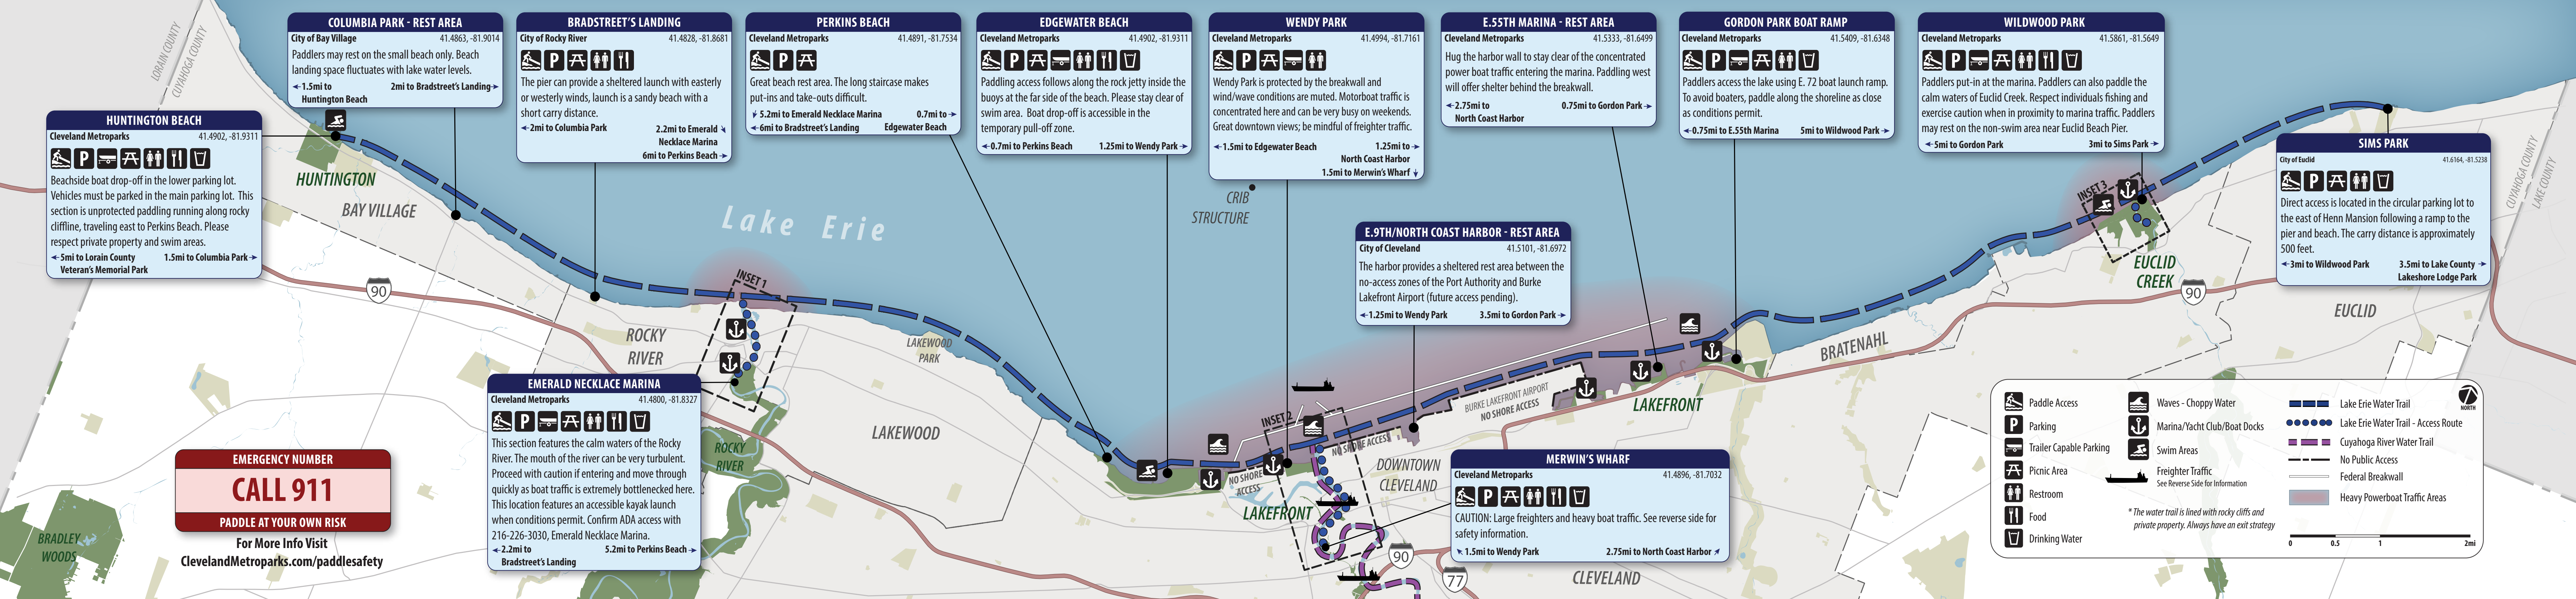 LORAIN COUNTY
CUYAHOGA COUNTY
HUNTINGTON BEACH
Cleveland Metroparks 41.4902, -81.9311
Beachside boat drop-off in the lower parking lot.
Vehicles must be parked in the main parking lot. This
section is unprotected paddling running along rocky
cliffline, traveling east to Perkins Beach. Please
respect private property and swim areas.
5mi to Lorain County
Veteran's Memorial Park
1.5mi to Columbia Park
COLUMBIA PARK - REST AREA
City of Bay Village 41.4863, -81.9014
Paddlers may rest on the small beach only. Beach
landing space fluctuates with lake water levels.
1.5mi to
Huntington Beach
2mi to Bradstreet's Landing
BRADSTREET'S LANDING
City of Rocky River 41.4828, -81.8681
The pier can provide a sheltered launch with easterly
or westerly winds, launch is a sandy beach with a
short carry distance.
2mi to Columbia Park
2.2mi to Emerald
Necklace Marina
6mi to Perkins Beach
PERKINS BEACH
Cleveland Metroparks 41.4891, -81.7534
Great beach rest area. The long staircase makes
put-ins and take-outs difficult.
5.2mi to Emerald Necklace Marina
6mi to Bradstreet's Landing
0.7mi to
Edgewater Beach
EDGEWATER BEACH
Cleveland Metroparks 41.4902, -81.9311
Paddling access follows along the rock jetty inside the
buoys at the far side of the beach. Please stay clear of
swim area. Boat drop-off is accessible in the
temporary pull-off zone.
0.7mi to Perkins Beach 1.25mi to Wendy Park
WENDY PARK
Cleveland Metroparks 41.4994, -81.7161
Wendy Park is protected by the breakwall and
wind/wave conditions are muted. Motorboat traffic is
concentrated here and can be very busy on weekends.
Great downtown views; be mindful of freighter traffic.
1.5mi to Edgewater Beach
1.25mi to
North Coast Harbor
1.5mi to Merwin's Wharf
E.55TH MARINA - REST AREA
Cleveland Metroparks 41.5333, -81.6499
Hug the harbor wall to stay clear of the concentrated
power boat traffic entering the marina. Paddling west
will offer shelter behind the breakwall.
2.75mi to
North Coast Harbor
0.75mi to Gordon Park
GORDON PARK BOAT RAMP
Cleveland Metroparks 41.5409, -81.6348
Paddlers access the lake using E. 72 boat launch ramp.
To avoid boaters, paddle along the shoreline as close
as conditions permit.
0.75mi to E.55th Marina 5mi to Wildwood Park
WILDWOOD PARK
Cleveland Metroparks 41.5861, -81.5649
Paddlers put-in at the marina. Paddlers can also paddle the
calm waters of Euclid Creek. Respect individuals fishing and
exercise caution when in proximity to marina traffic. Paddlers
may rest on the non-swim area near Euclid Beach Pier.
5mi to Gordon Park 3mi to Sims Park
SIMS PARK
City of Euclid 41.6164, -81.5238
Direct access is located in the circular parking lot to
the east of Henn Mansion following a ramp to the
pier and beach. The carry distance is approximately
500 feet.
3mi to Wildwood Park
3.5mi to Lake County
Lakeshore Lodge Park
CUYAHOGA COUNTY
LAKE COUNTY
E.9TH/NORTH COAST HARBOR - REST AREA
City of Cleveland 41.5101, -81.6972
The harbor provides a sheltered rest area between the
no-access zones of the Port Authority and Burke
Lakefront Airport (future access pending).
1.25mi to Wendy Park 3.5mi to Gordon Park
EMERALD NECKLACE MARINA
Cleveland Metroparks 41.4800, -81.8327
This section features the calm waters of the Rocky
River. The mouth of the river can be very turbulent.
Proceed with caution if entering and move through
quickly as boat traffic is extremely bottlenecked here.
This location features an accessible kayak launch
when conditions permit. Confirm ADA access with
216-226-3030, Emerald Necklace Marina.
2.2mi to
Bradstreet's Landing
5.2mi to Perkins Beach
MERWIN'S WHARF
Cleveland Metroparks 41.4896, -81.7032
CAUTION: Large freighters and heavy boat traffic. See reverse side for
safety information.
1.5mi to Wendy Park 2.75mi to North Coast Harbor
EMERGENCY NUMBER
CALL 911
PADDLE AT YOUR OWN RISK
For More Info Visit
ClevelandMetroparks.com/paddlesafety
HUNTINGTON
BAY VILLAGE
90
Lake Erie
INSET 1
ROCKY
RIVER
LAKEWOOD
PARK
LAKEWOOD
ROCKY
RIVER
BRADLEY
WOODS
CRIB
STRUCTURE
INSET 2
NO SHORE
ACCESS
NO SHORE ACCESS
LAKEFRONT
DOWNTOWN
CLEVELAND
BURKE LAKEFRONT AIRPORT
NO SHORE ACCESS
LAKEFRONT
BRATENAHL
90
77
CLEVELAND
INSET 3
EUCLID
CREEK
90
EUCLID
Paddle Access
Parking
Trailer Capable Parking
Picnic Area
Restroom
Food
Drinking Water
Waves - Choppy Water
Marina/Yacht Club/Boat Docks
Swim Areas
Freighter Traffic
See Reverse Side for Information
* The water trail is lined with rocky cliffs and
private property. Always have an exit strategy
Lake Erie Water Trail
Lake Erie Water Trail - Access Route
Cuyahoga River Water Trail
No Public Access
Federal Breakwall
Heavy Powerboat Traffic Areas
NORTH
0 0.5 1 2mi